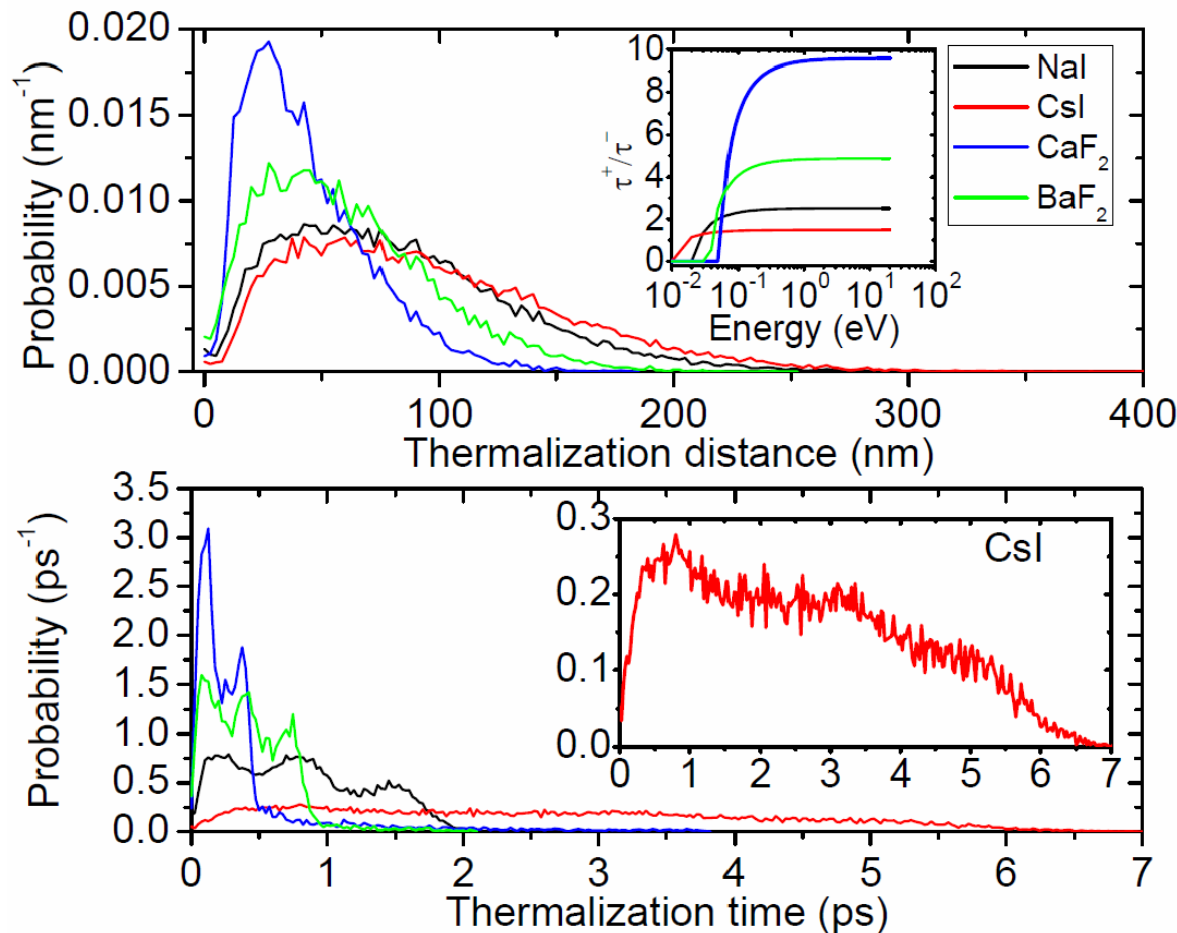 Probability (nm⁻¹)
0.020
0.015
0.010
0.005
0.000
0
100
200
300
400
Thermalization distance (nm)
τ⁺/τ⁻
10
8
6
4
2
0
10⁻² 10⁻¹ 10⁰ 10¹ 10²
Energy (eV)
NaI
CsI
CaF₂
BaF₂
Probability (ps⁻¹)
3.5
3.0
2.5
2.0
1.5
1.0
0.5
0.0
0 1 2 3 4 5 6 7
Thermalization time (ps)
CsI
0.3
0.2
0.1
0.0
0 1 2 3 4 5 6 7